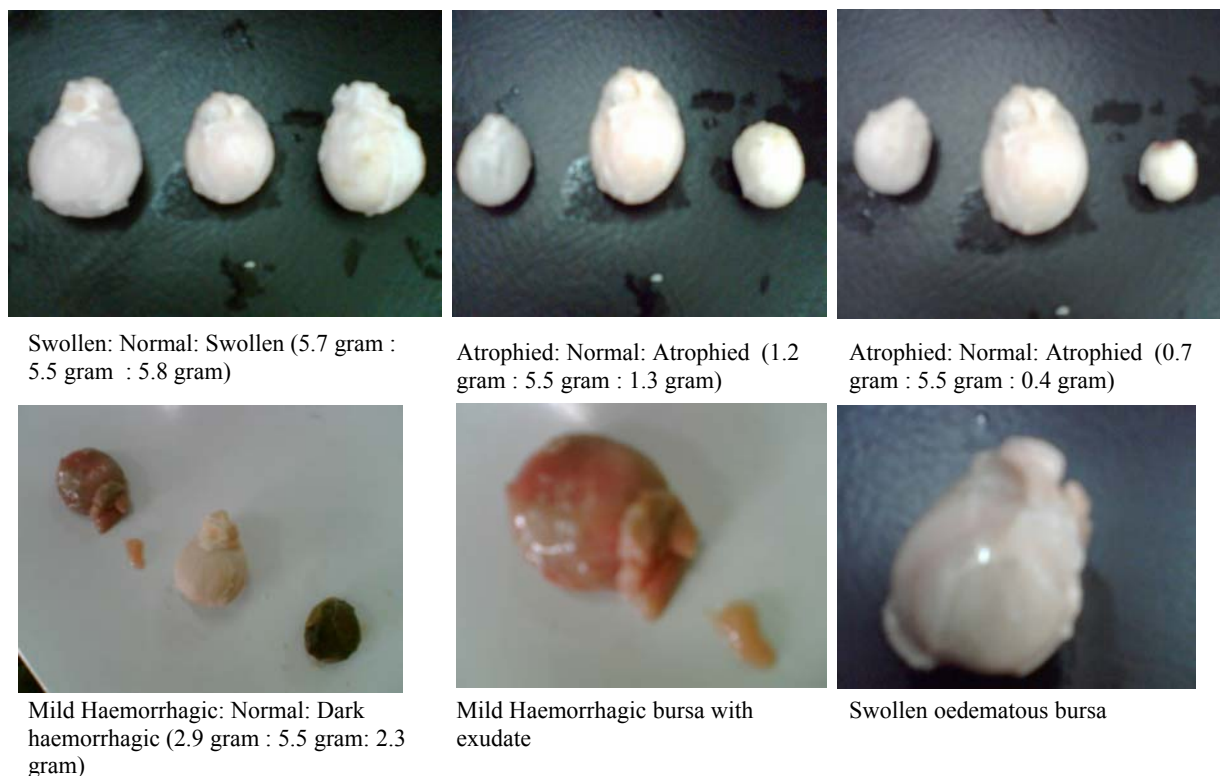 Swollen: Normal: Swollen (5.7 gram :
5.5 gram : 5.8 gram)
Atrophied: Normal: Atrophied (1.2
gram : 5.5 gram : 1.3 gram)
Atrophied: Normal: Atrophied (0.7
gram : 5.5 gram : 0.4 gram)
Mild Haemorrhagic: Normal: Dark
haemorrhagic (2.9 gram : 5.5 gram: 2.3
gram)
Mild Haemorrhagic bursa with
exudate
Swollen oedematous bursa